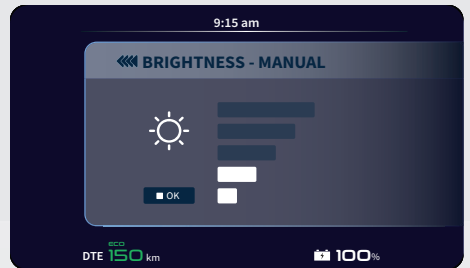 9:15 am
BRIGHTNESS - MANUAL
OK
ECO
DTE 150 km
100%